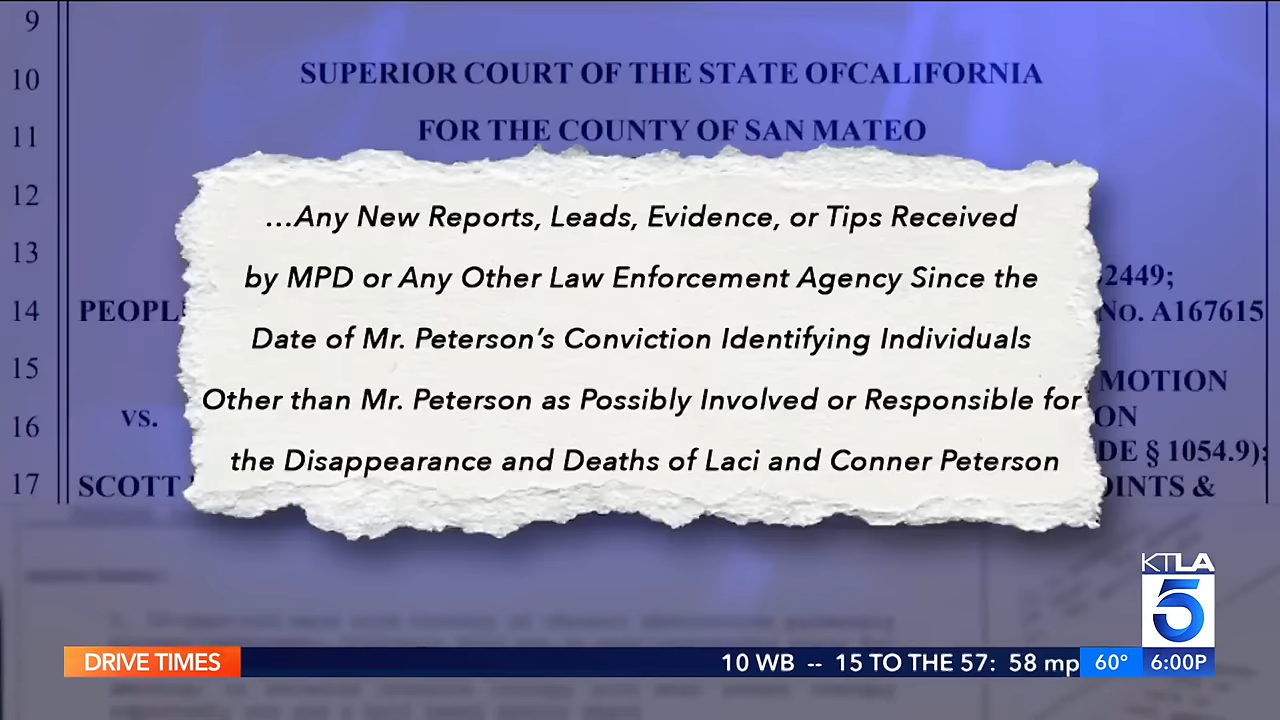 9
10 SUPERIOR COURT OF THE STATE OFCALIFORNIA
11 FOR THE COUNTY OF SAN MATEO
12
13
14 PEOPL
15
16 VS.
17 SCOTT
2449;
NO. A167615
MOTION
ON
DE § 1054.9);
OINTS &
...Any New Reports, Leads, Evidence, or Tips Received
by MPD or Any Other Law Enforcement Agency Since the
Date of Mr. Peterson's Conviction Identifying Individuals
Other than Mr. Peterson as Possibly Involved or Responsible for
the Disappearance and Deaths of Laci and Conner Peterson
KTLA
5
DRIVE TIMES
10 WB -- 15 TO THE 57: 58 mp
60° 6:00P